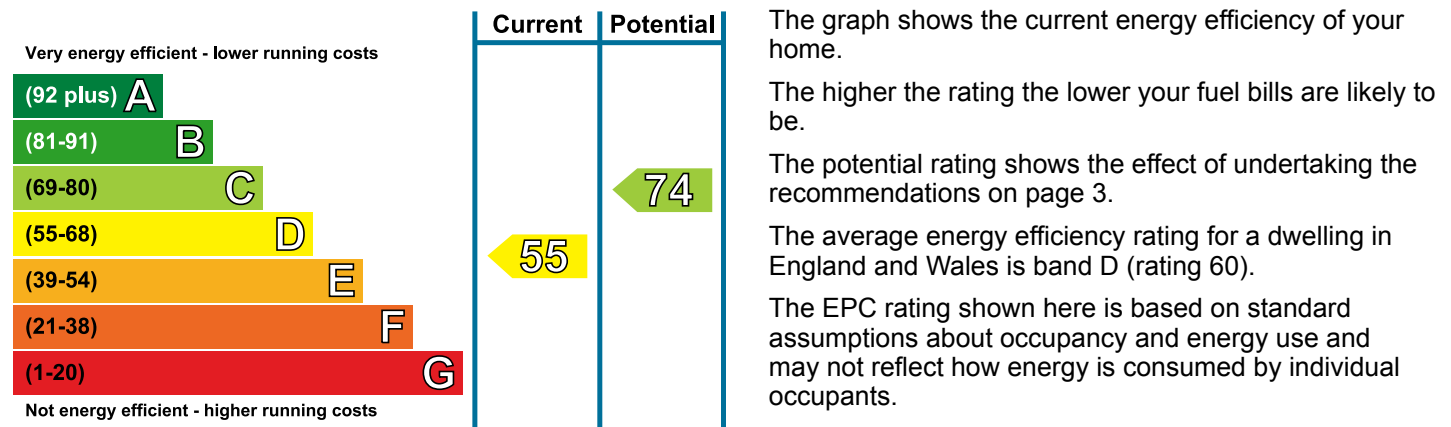 Current Potential
Very energy efficient - lower running costs
(92 plus) A
(81-91) B
(69-80) C
74
(55-68) D
55
(39-54) E
(21-38) F
(1-20) G
Not energy efficient - higher running costs
The graph shows the current energy efficiency of your
home.
The higher the rating the lower your fuel bills are likely to
be.
The potential rating shows the effect of undertaking the
recommendations on page 3.
The average energy efficiency rating for a dwelling in
England and Wales is band D (rating 60).
The EPC rating shown here is based on standard
assumptions about occupancy and energy use and
may not reflect how energy is consumed by individual
occupants.